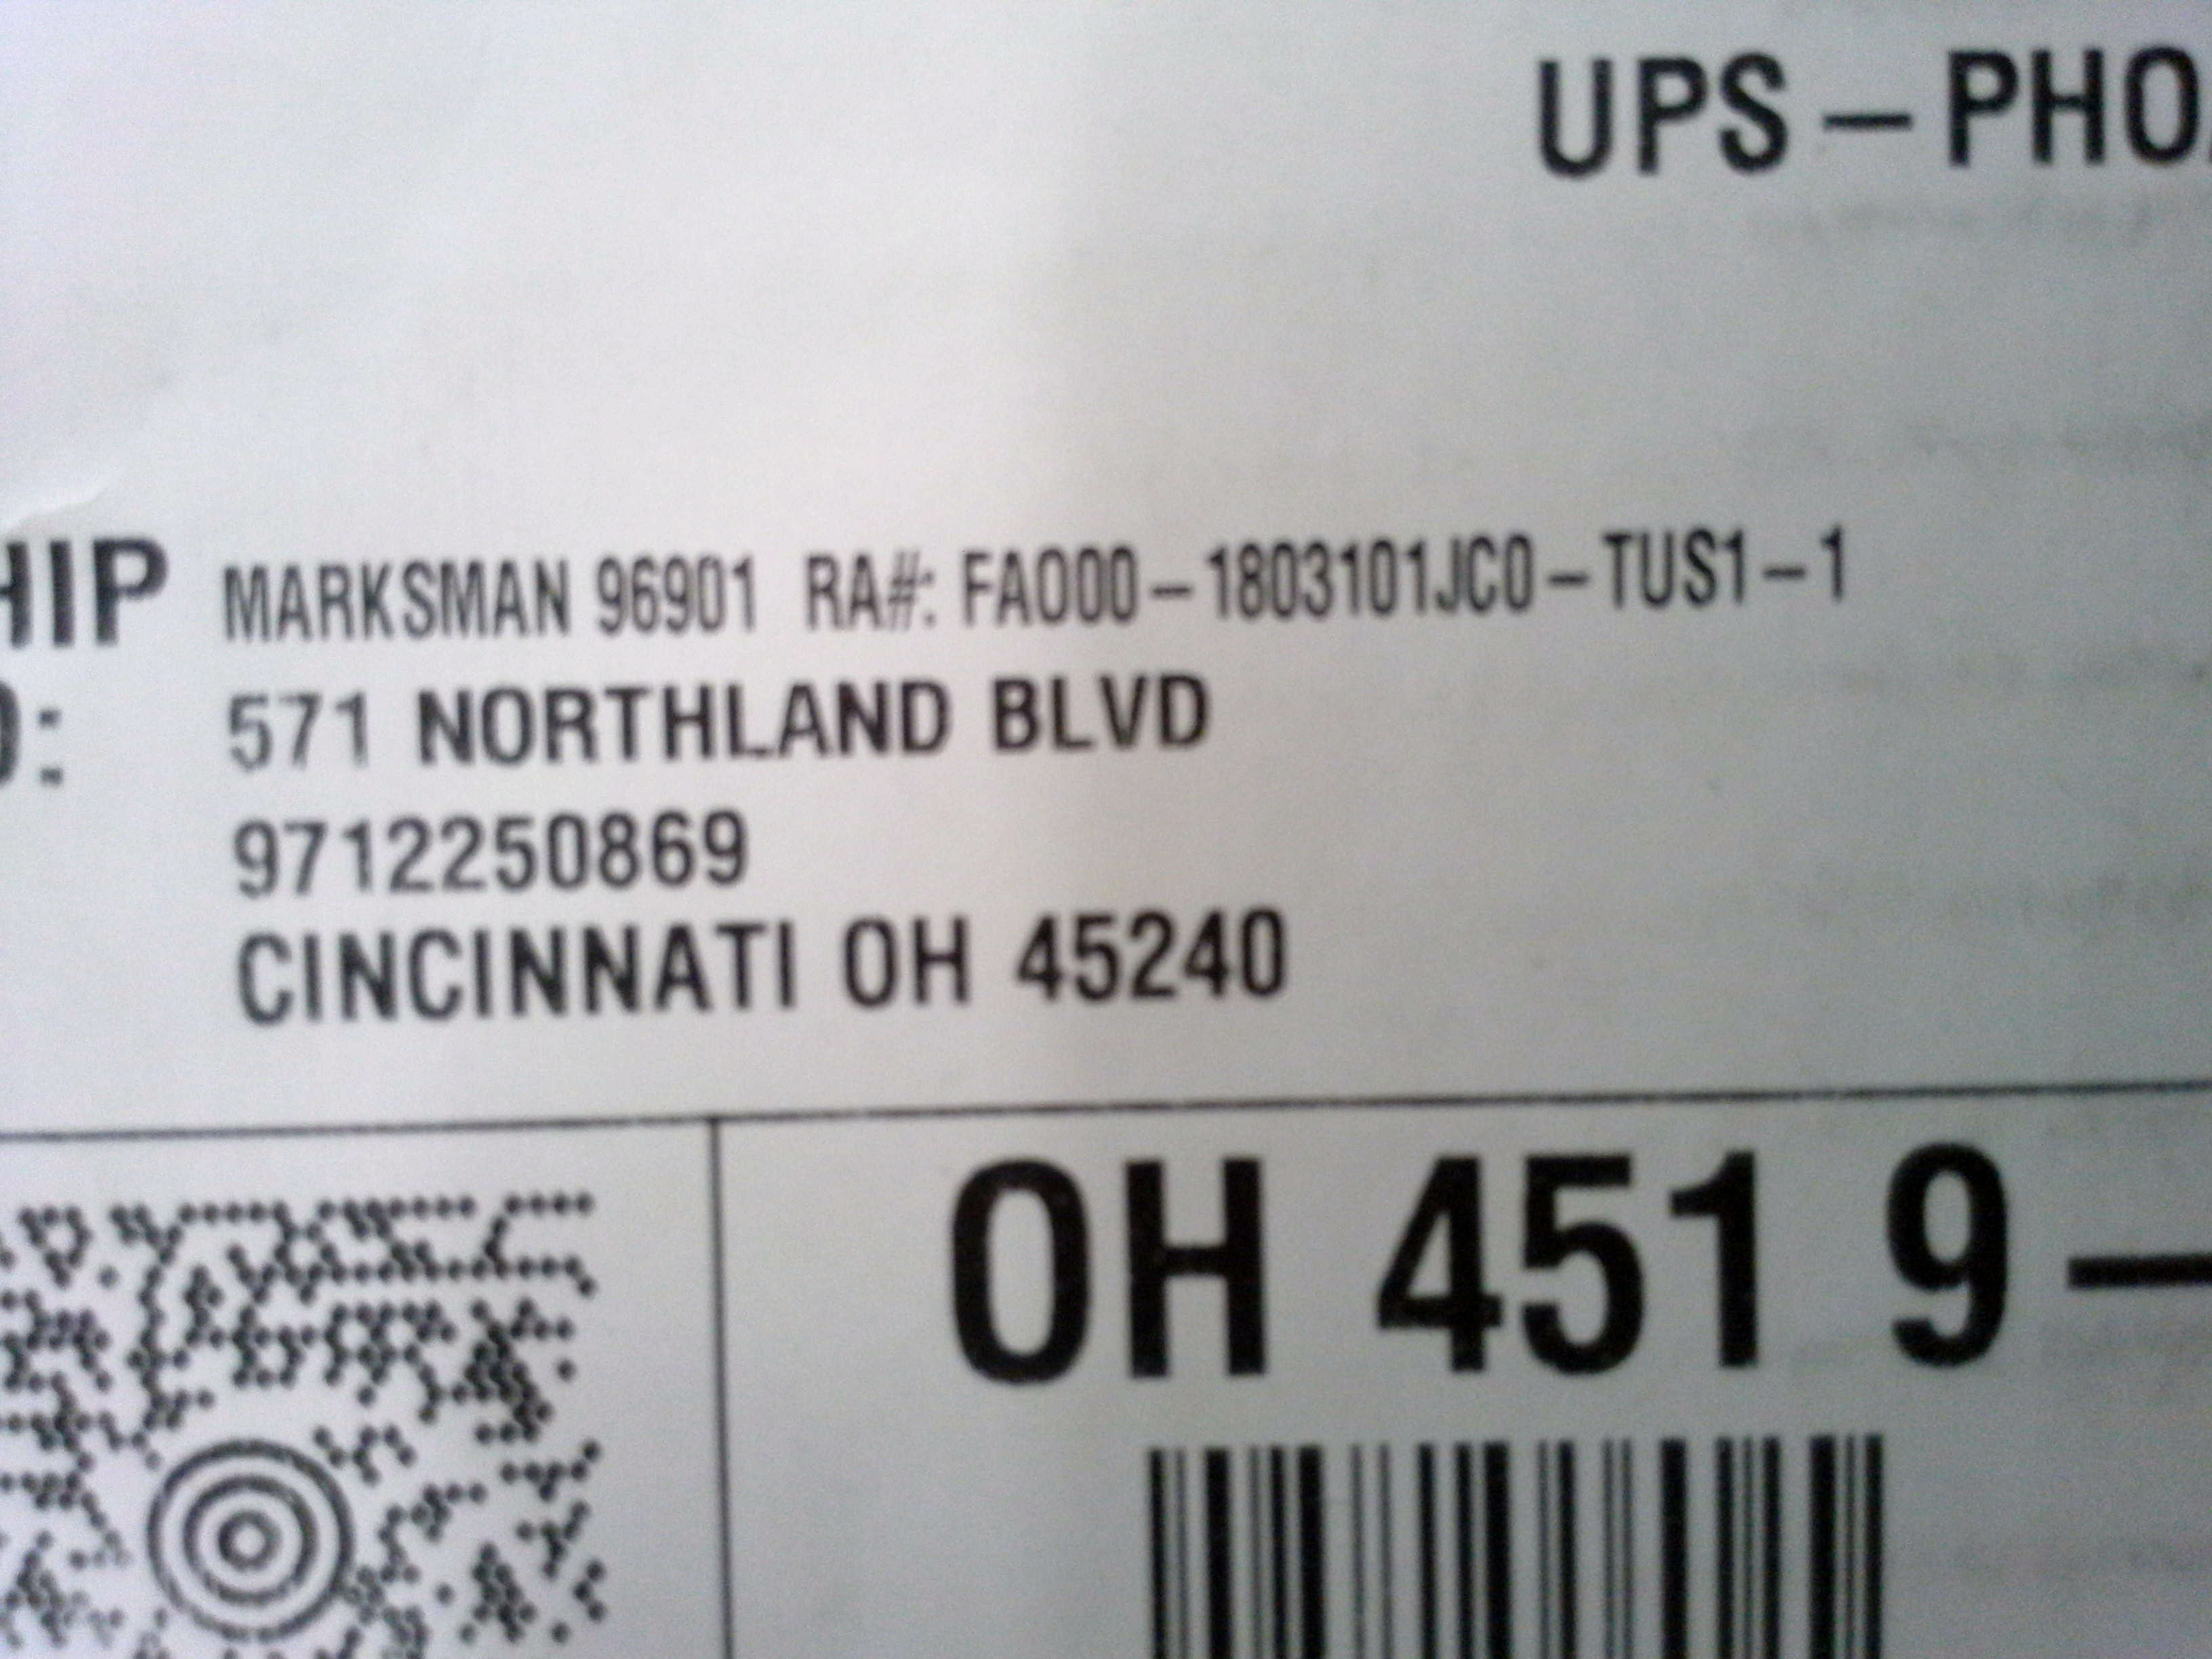 UPS – PHO
HIP MARKSMAN 96901 RA#: FA000–1803101JC0–TUS1–1
: 571 NORTHLAND BLVD
9712250869
CINCINNATI OH 45240
OH 451 9 –